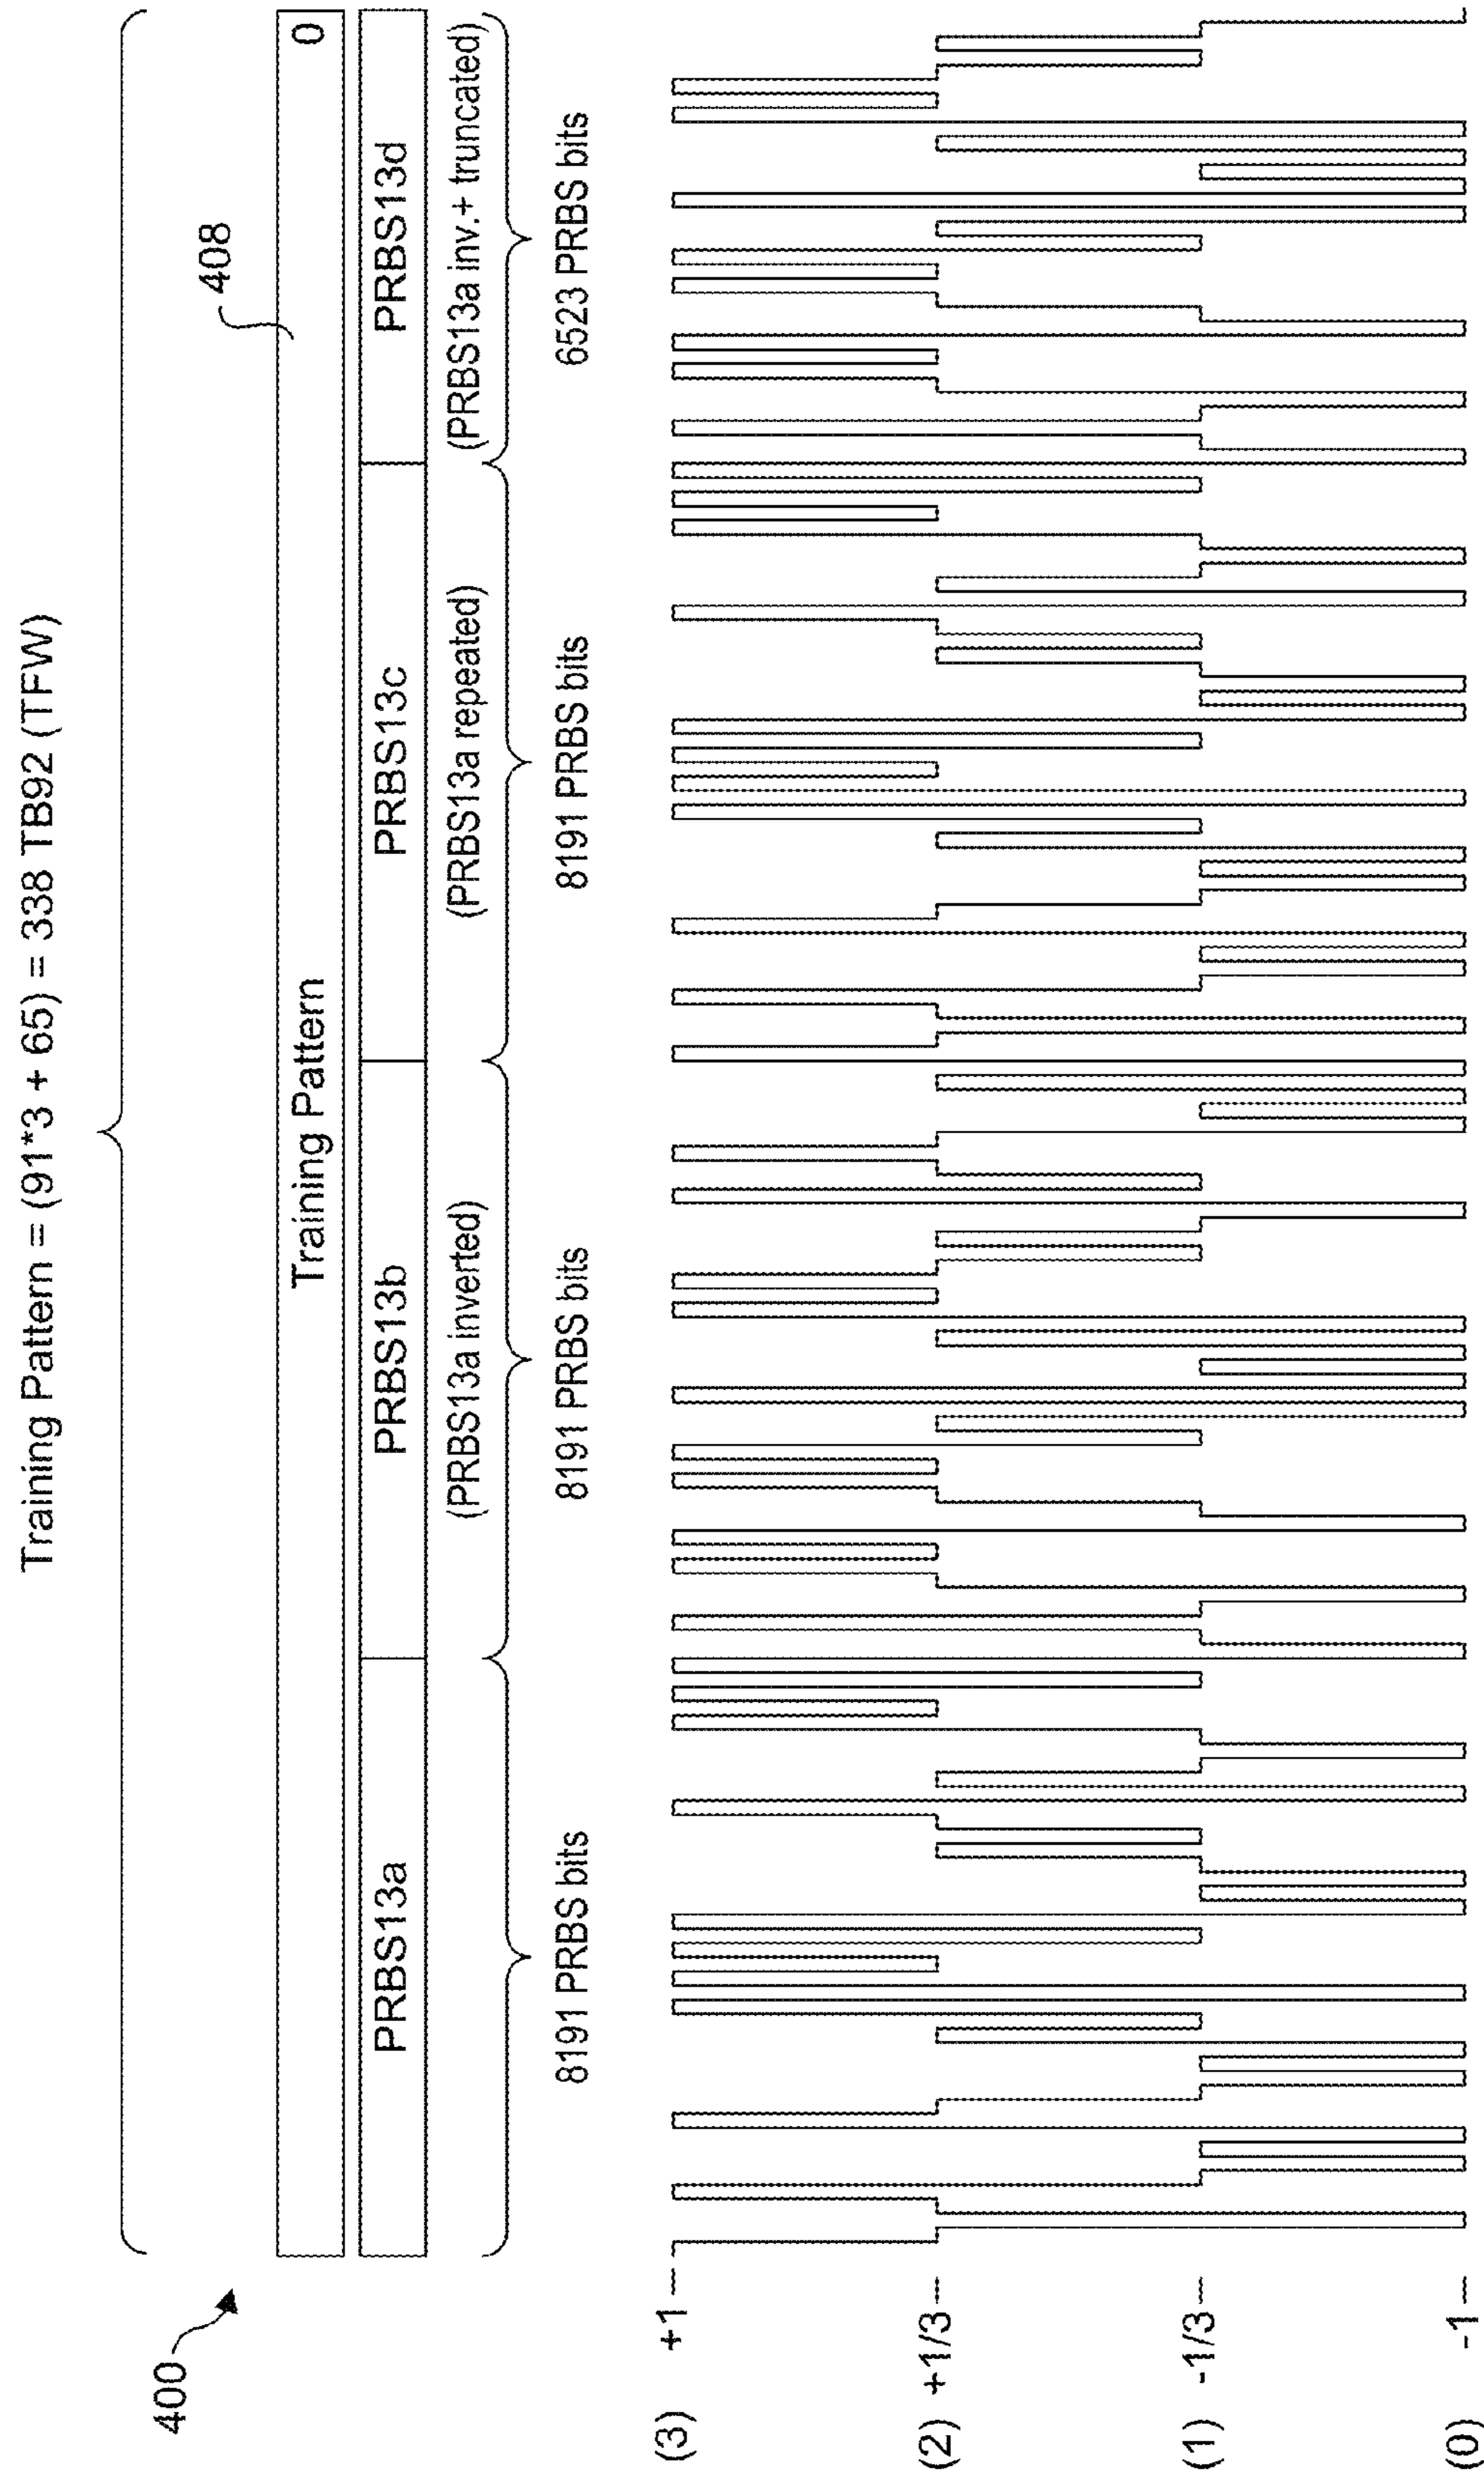 Training Pattern = (91*3 + 65) = 338 TB92 (TFW)
400
408
Training Pattern
0
PRBS13a
PRBS13b
PRBS13c
PRBS13d
(PRBS13a inverted)
(PRBS13a repeated)
(PRBS13a inv.+ truncated)
8191 PRBS bits
8191 PRBS bits
8191 PRBS bits
6523 PRBS bits
(3) +1
(2) +1/3
(1) -1/3
(0) -1